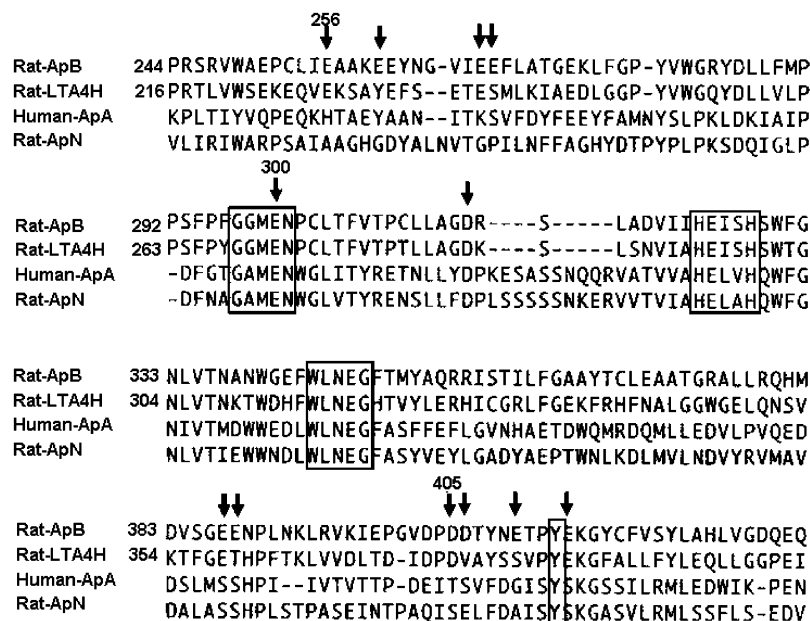 256
Rat-ApB 244 PRSRVWAEPCLIEAAKEEYNG-VIEEFLATGEKLFGP-YVWGRYDLLFMP
Rat-LTA4H 216 PRTLVWSEKEQVEKSAYEFS-ETESMLKIAEDLGGP-YVWGQYDLLVLP
Human-ApA KPLTIYVQPEQKHTAEYAAN--ITKSVFDYFEEYFAMNYSLPKLDKIAIP
Rat-ApN VLIRIWARPSAIAAGHGDYALNVTGPILNFFAGHYDTPYPLPKSDQIGLP
300
Rat-ApB 292 PSFPFGGMENPCLTFVTPCLLAGDR----S-----LADVIIHEISHSWFG
Rat-LTA4H 263 PSFPYGGMENPCLTFVTPTLLAGDK----S-----LSNVIAHEISHSWTG
Human-ApA -DFGTGAMENWGLITYRETNLLYDPKESASSNQQRVATVVAHELVHQWFG
Rat-ApN -DFNAGAMENWGLVTYRENSLLFDPLSSSSSNKERVVTVIAHELAHQWFG
Rat-ApB 333 NLVTNANWGEFWLNEGFTMYAQRRISTILFGAAYTCLEAATGRALLRQHM
Rat-LTA4H 304 NLVTNKTWDHFWLNEGHTVYLERHICGRLFGEKFRHFNALGGWGELQNSV
Human-ApA NIVTMDWWEDLWLNEGFASFFEFLGVNHAETDWQMRDQMLLEDVLPVQED
Rat-ApN NLVTIEWWNDLWLNEGFASYVEYLGADYAEPTWNLKDLMVLNDVYRVMAV
405
Rat-ApB 383 DVSGEENPLNKLRVKIEPGVDPDDTYNETPYEKGYCFVSYLAHLVGDQEQ
Rat-LTA4H 354 KTFGETHPFTKLVVDLTD-IDPDVAYSSVPYEKGFALLFYLEQLLGGPEI
Human-ApA DSLMSSHPI--IVTVTTP-DEITSVFDGISYSKGSSILRMLEDWIK-PEN
Rat-ApN DALASSHPLSTPASEINTPAQISELFDAISYSKGASVLRMLSSFLS-EDV